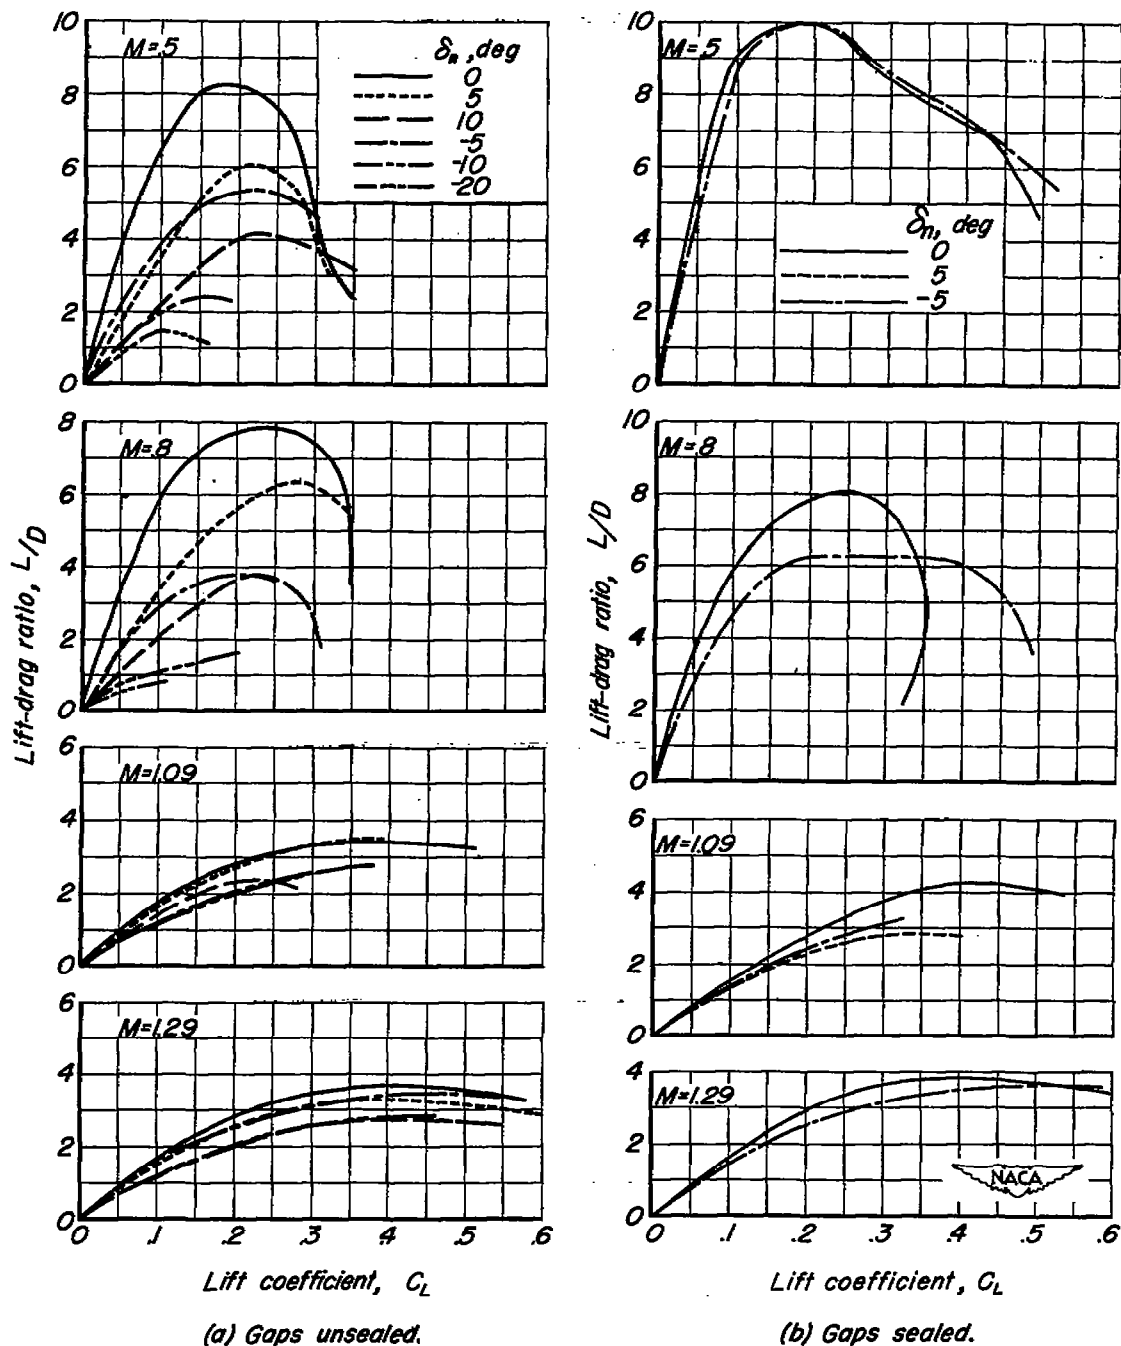 10
8
6
4
2
0
M=.5
δn, deg
0
5
10
-5
-10
-20
8
6
4
2
0
M=.8
Lift-drag ratio, L/D
6
4
2
0
M=1.09
6
4
2
0
M=1.29
0 .1 .2 .3 .4 .5 .6
Lift coefficient, CL
(a) Gaps unsealed.
10
8
6
4
2
0
M=.5
δn, deg
0
5
-5
10
8
6
4
2
0
M=.8
Lift-drag ratio, L/D
6
4
2
0
M=1.09
4
2
0
M=1.29
NACA
0 .1 .2 .3 .4 .5 .6
Lift coefficient, CL
(b) Gaps sealed.